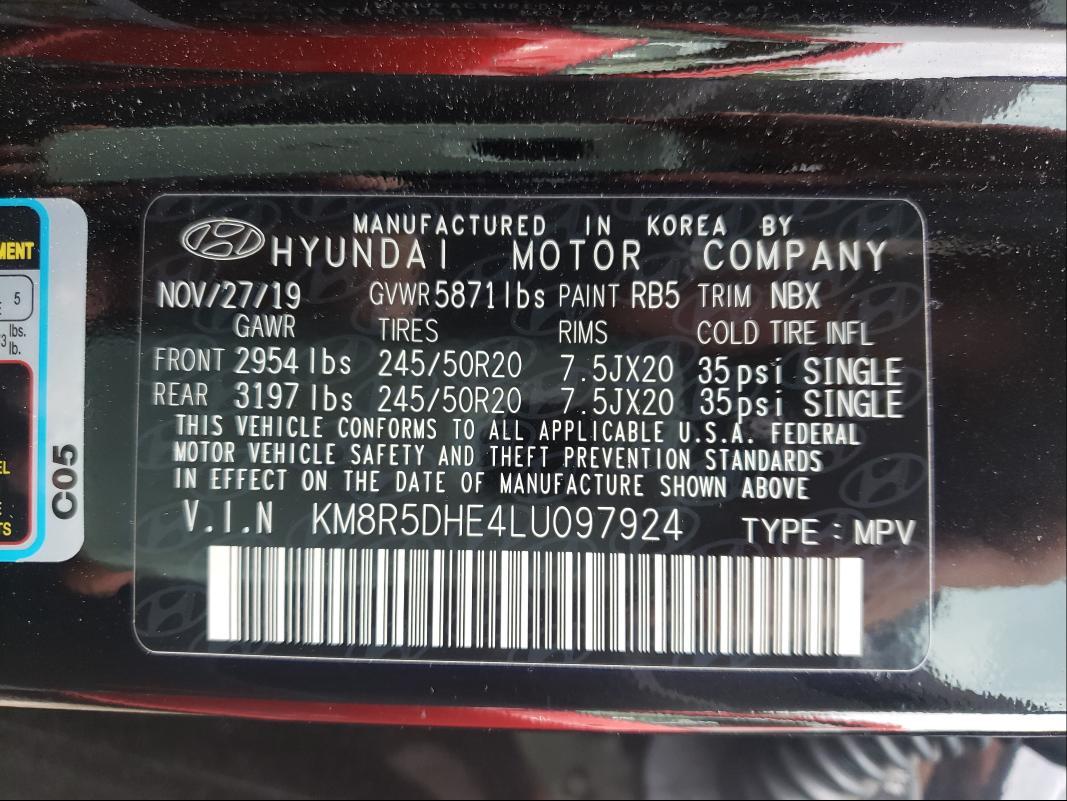 MANUFACTURED IN KOREA BY
HYUNDAI MOTOR COMPANY
NOV/27/19 GVWR 5871lbs PAINT RB5 TRIM NBX
GAWR TIRES RIMS COLD TIRE INFL
FRONT 2954 lbs 245/50R20 7.5JX20 35psi SINGLE
REAR 3197 lbs 245/50R20 7.5JX20 35psi SINGLE
THIS VEHICLE CONFORMS TO ALL APPLICABLE U.S.A. FEDERAL
MOTOR VEHICLE SAFETY AND THEFT PREVENTION STANDARDS
IN EFFECT ON THE DATE OF MANUFACTURE SHOWN ABOVE
V.I.N KM8R5DHE4LU097924 TYPE : MPV
5
lbs.
lb.
C05